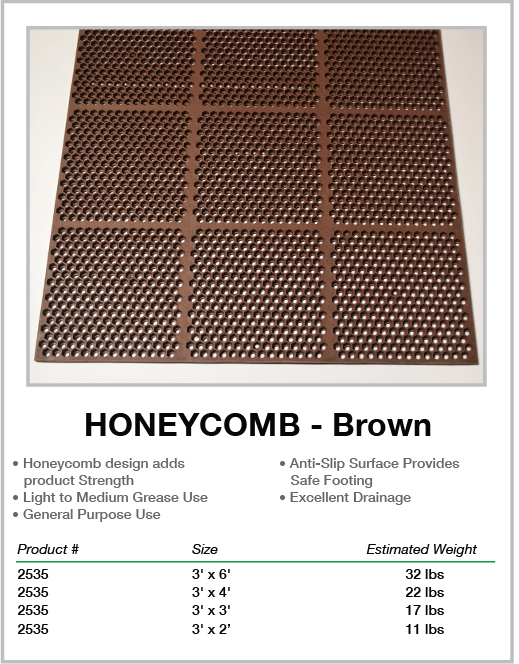 HONEYCOMB - Brown
• Honeycomb design adds
product Strength
• Light to Medium Grease Use
• General Purpose Use
• Anti-Slip Surface Provides
Safe Footing
• Excellent Drainage
Product # Size Estimated Weight
2535 3' x 6' 32 lbs
2535 3' x 4' 22 lbs
2535 3' x 3' 17 lbs
2535 3' x 2’ 11 lbs